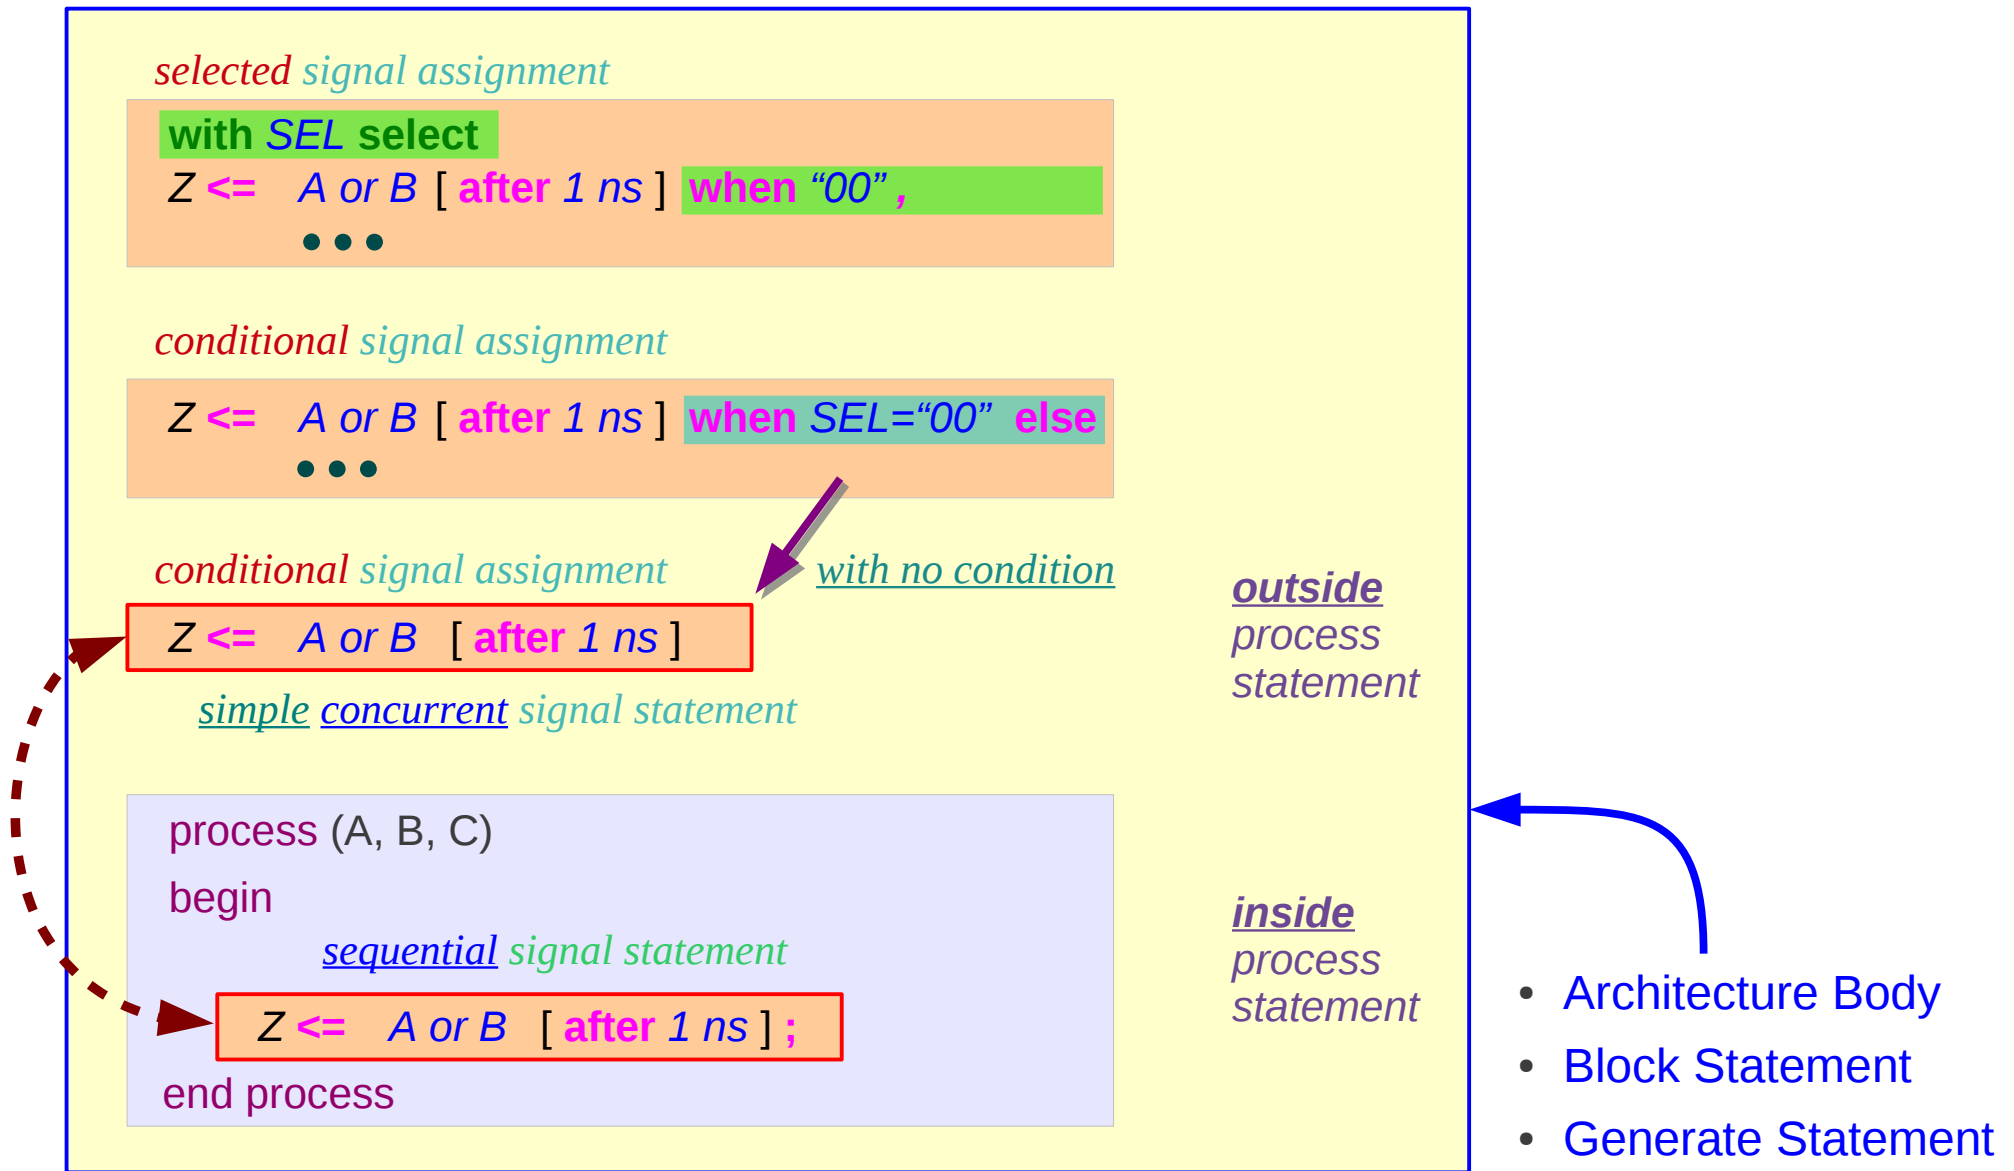 selected signal assignment
with SEL select
Z <= A or B [ after 1 ns ] when “00” ,
•••
conditional signal assignment
Z <= A or B [ after 1 ns ] when SEL=“00” else
•••
conditional signal assignment with no condition
Z <= A or B [ after 1 ns ]
simple concurrent signal statement
outside
process
statement
process (A, B, C)
begin
sequential signal statement
Z <= A or B [ after 1 ns ] ;
end process
inside
process
statement
• Architecture Body
• Block Statement
• Generate Statement